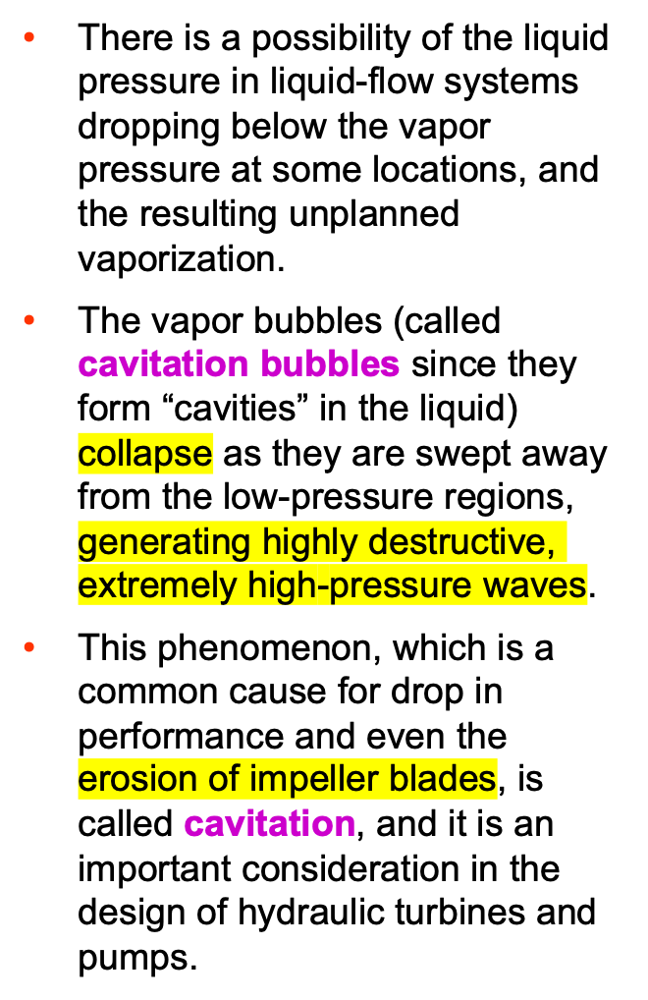 • There is a possibility of the liquid
pressure in liquid-flow systems
dropping below the vapor
pressure at some locations, and
the resulting unplanned
vaporization.
• The vapor bubbles (called
cavitation bubbles since they
form “cavities” in the liquid)
collapse as they are swept away
from the low-pressure regions,
generating highly destructive,
extremely high-pressure waves.
• This phenomenon, which is a
common cause for drop in
performance and even the
erosion of impeller blades, is
called cavitation, and it is an
important consideration in the
design of hydraulic turbines and
pumps.